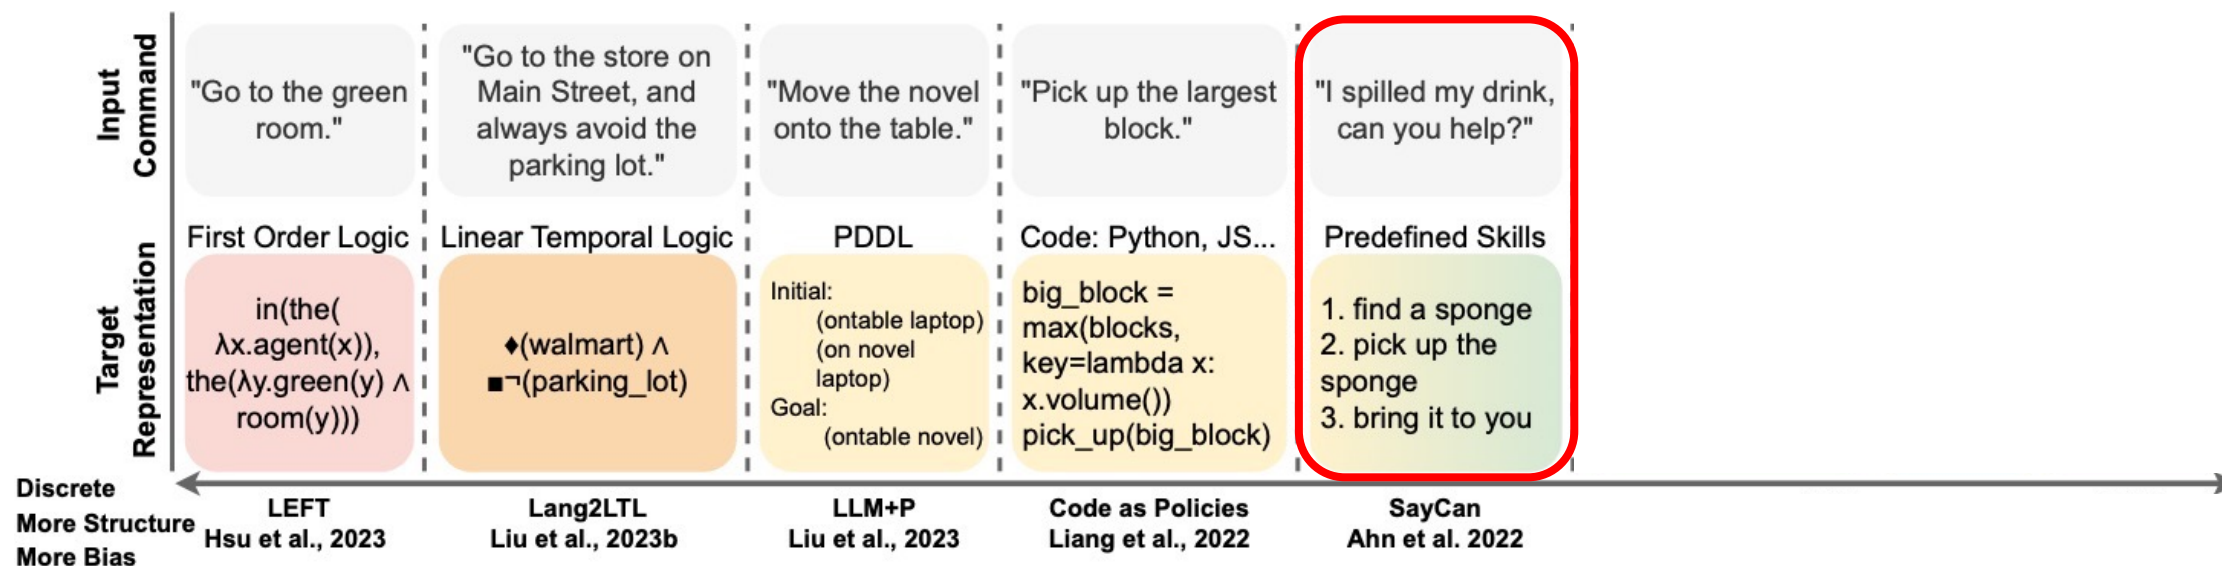 Input
Command
"Go to the green
room."
"Go to the store on
Main Street, and
always avoid the
parking lot."
"Move the novel
onto the table."
"Pick up the largest
block."
"I spilled my drink,
can you help?"
Target
Representation
First Order Logic
in(the(
λx.agent(x)),
the(λy.green(y) ∧
room(y)))
Linear Temporal Logic
♦(walmart) ∧
■¬(parking_lot)
PDDL
Initial:
(ontable laptop)
(on novel
laptop)
Goal:
(ontable novel)
Code: Python, JS...
big_block =
max(blocks,
key=lambda x:
x.volume())
pick_up(big_block)
Predefined Skills
1. find a sponge
2. pick up the
sponge
3. bring it to you
Discrete
More Structure
More Bias
LEFT
Hsu et al., 2023
Lang2LTL
Liu et al., 2023b
LLM+P
Liu et al., 2023
Code as Policies
Liang et al., 2022
SayCan
Ahn et al. 2022